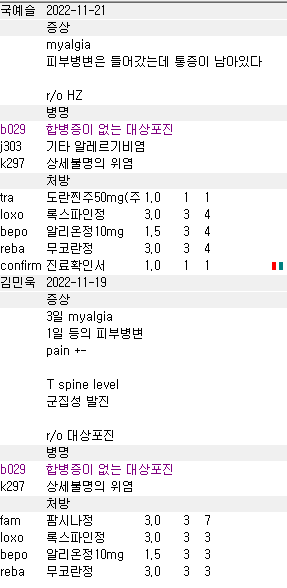 국예슬 2022-11-21
증상
myalgia
피부병변은 들어갔는데 통증이 남아있다
r/o HZ
병명
b029 합병증이 없는 대상포진
j303 기타 알레르기비염
k297 상세불명의 위염
처방
tra 도란찐주50mg(주 1.0 1 1
loxo 록스파인정 3.0 3 4
bepo 알리온정10mg 1.5 3 4
reba 무코란정 3.0 3 4
confirm 진료확인서 1.0 1 1
김민욱 2022-11-19
증상
3일 myalgia
1일 등의 피부병변
pain +-
T spine level
군집성 발진
r/o 대상포진
병명
b029 합병증이 없는 대상포진
k297 상세불명의 위염
처방
fam 팜시나정 3.0 3 7
loxo 록스파인정 3.0 3 3
bepo 알리온정10mg 1.5 3 3
reba 무코란정 3.0 3 3